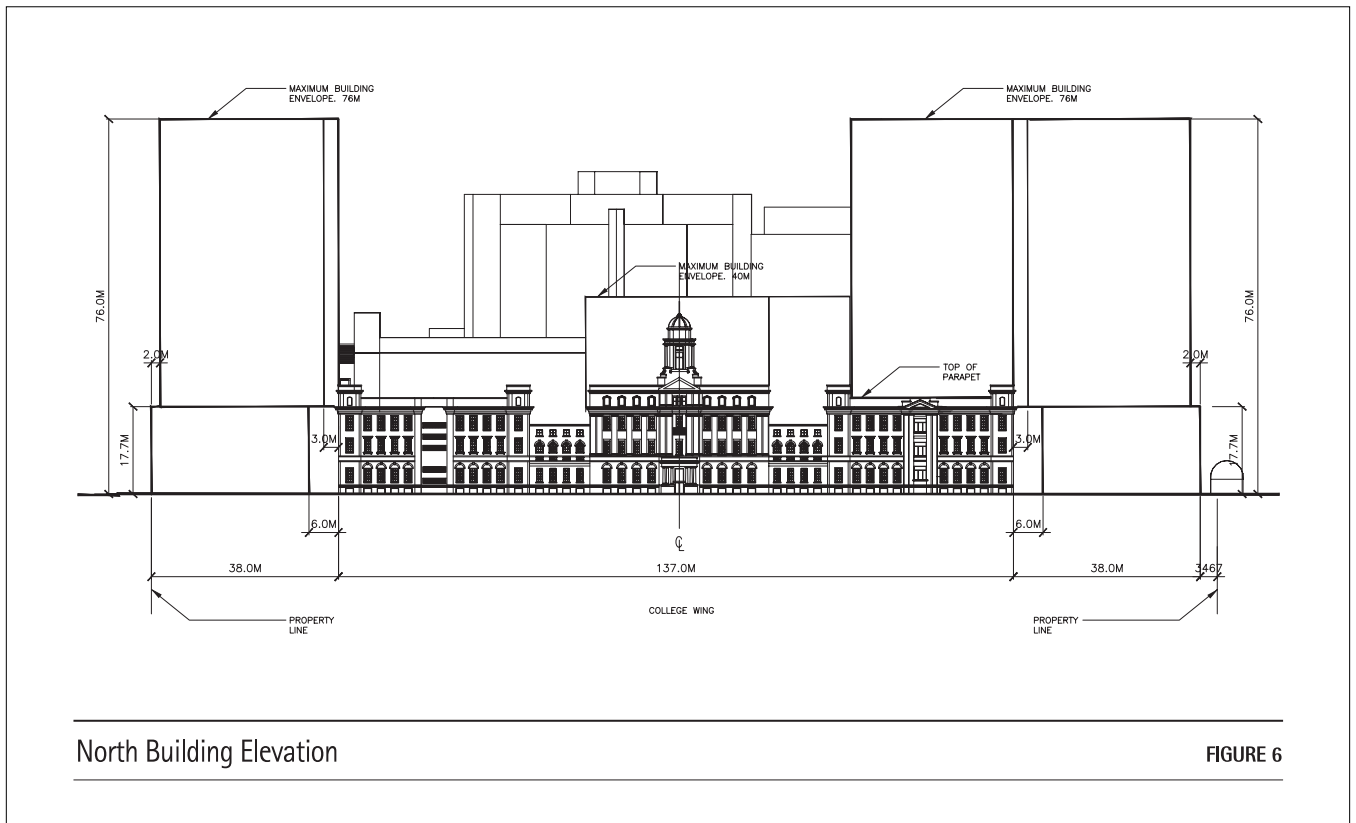 MAXIMUM BUILDING
ENVELOPE. 76M
MAXIMUM BUILDING
ENVELOPE. 76M
MAXIMUM BUILDING
ENVELOPE. 40M
76.0M
76.0M
2.0M
2.0M
TOP OF
PARAPET
17.7M
3.0M
3.0M
17.7M
6.0M
6.0M
℄
38.0M
137.0M
38.0M
3467
COLLEGE WING
PROPERTY
LINE
PROPERTY
LINE
North Building Elevation
FIGURE 6